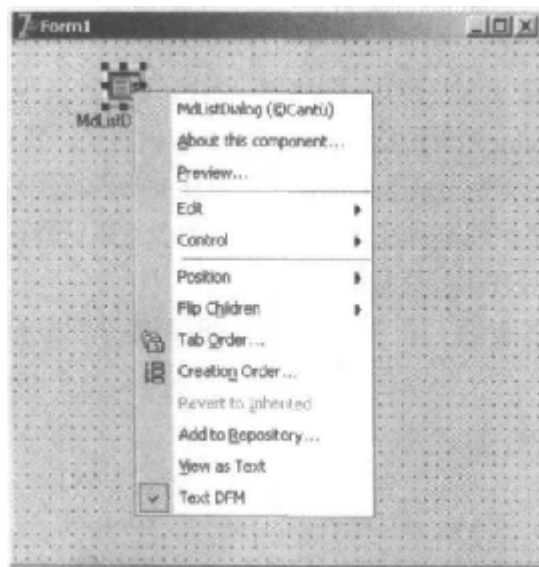 Form1
MdListD
MdListDialog (©Cantù)
About this component...
Preview...
Edit
Control
Position
Flip Children
Tab Order...
Creation Order...
Revert to Inherited
Add to Repository...
View as Text
Text DFM